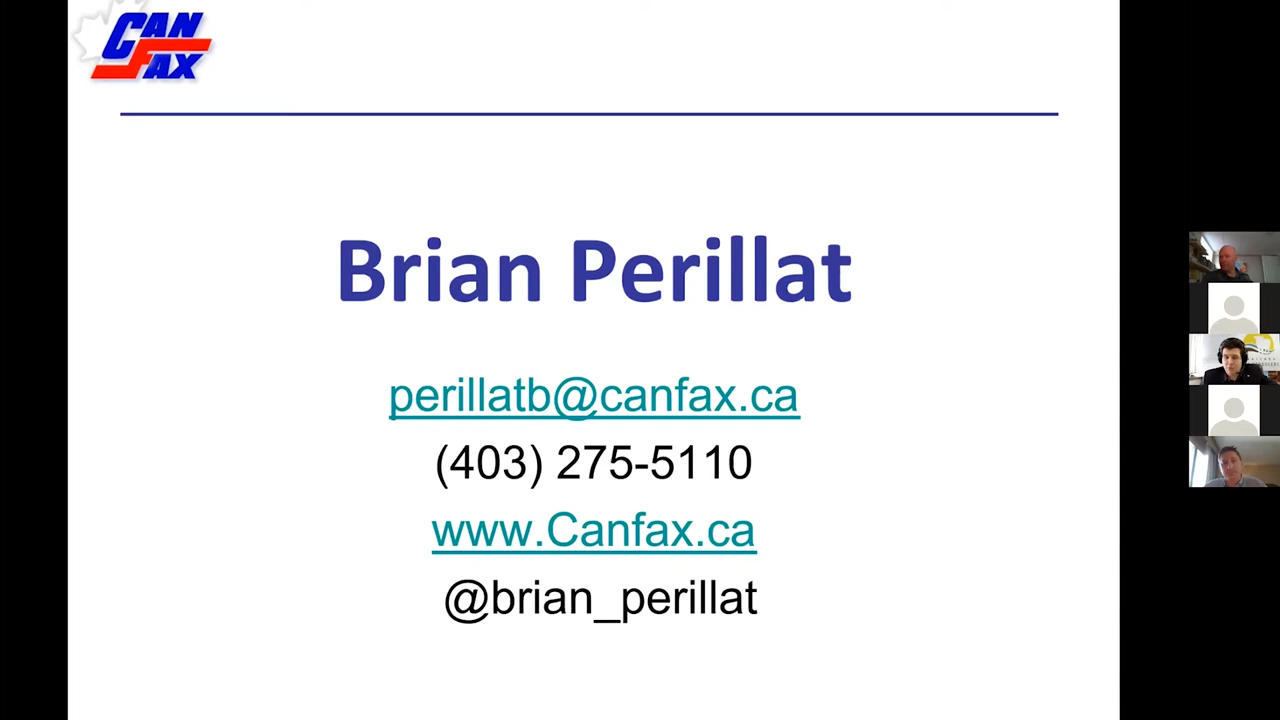 CAN
FAX
Brian Perillat
perillatb@canfax.ca
(403) 275-5110
www.Canfax.ca
@brian_perillat